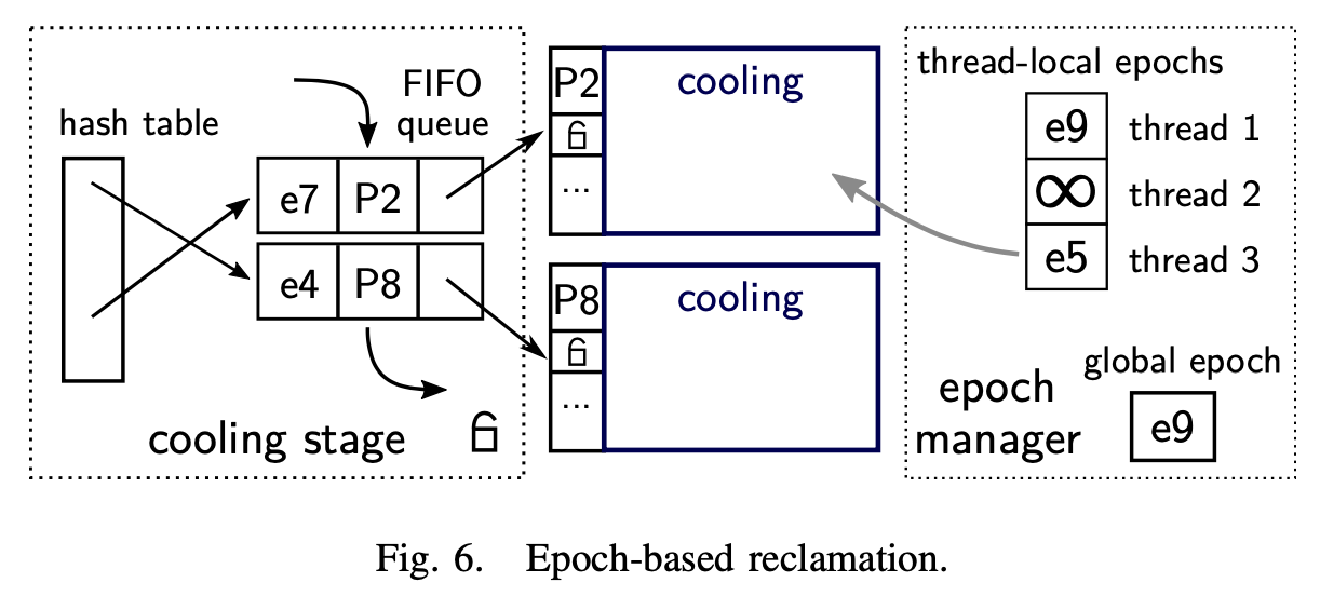 hash table
FIFO
queue
e7 P2
e4 P8
cooling stage
P2
...
cooling
P8
...
cooling
thread-local epochs
e9 thread 1
∞ thread 2
e5 thread 3
epoch
manager
global epoch
e9
Fig. 6. Epoch-based reclamation.